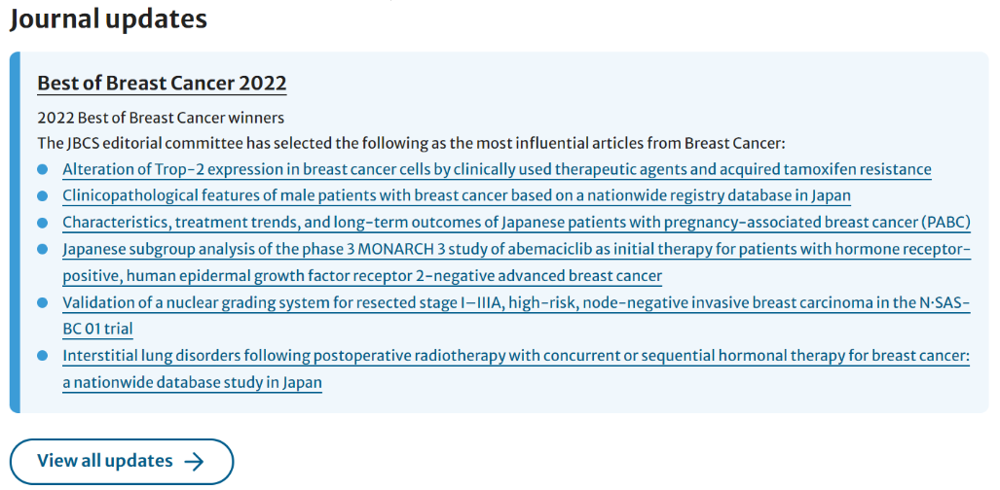 Journal updates
Best of Breast Cancer 2022
2022 Best of Breast Cancer winners
The JBCS editorial committee has selected the following as the most influential articles from Breast Cancer:
Alteration of Trop-2 expression in breast cancer cells by clinically used therapeutic agents and acquired tamoxifen resistance
Clinicopathological features of male patients with breast cancer based on a nationwide registry database in Japan
Characteristics, treatment trends, and long-term outcomes of Japanese patients with pregnancy-associated breast cancer (PABC)
Japanese subgroup analysis of the phase 3 MONARCH 3 study of abemaciclib as initial therapy for patients with hormone receptor-
positive, human epidermal growth factor receptor 2-negative advanced breast cancer
Validation of a nuclear grading system for resected stage I–IIIA, high-risk, node-negative invasive breast carcinoma in the N·SAS-
BC 01 trial
Interstitial lung disorders following postoperative radiotherapy with concurrent or sequential hormonal therapy for breast cancer:
a nationwide database study in Japan
View all updates